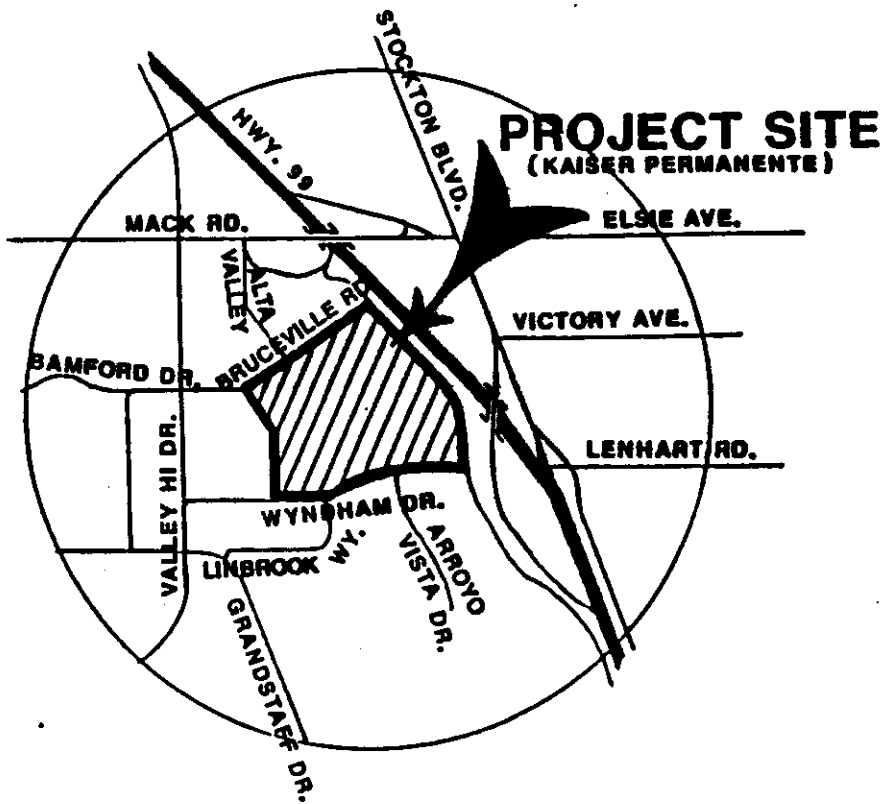 STOCKTON BLVD.
HWY. 99
PROJECT SITE
(KAISER PERMANENTE)
MACK RD.
ELSIE AVE.
ALTA
VALLEY
BRUCEVILLE RD
VICTORY AVE.
BAMFORD DR.
VALLEY HI DR.
LENHART RD.
WYNDHAM DR.
LINBROOK WY.
ARROYO
VISTA DR.
GRANDSTAFF DR.